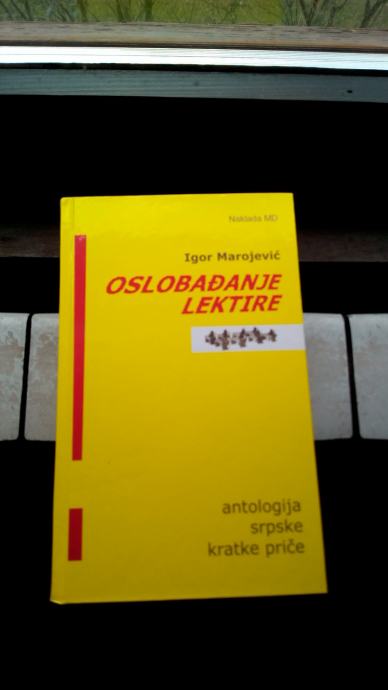 Naklada MD
Igor Marojević
OSLOBAĐANJE
LEKTIRE
antologija
srpske
kratke priče